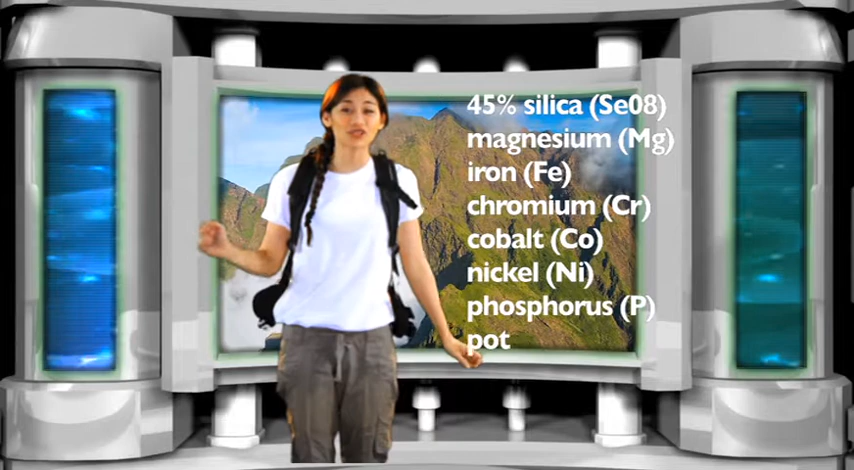 45% silica (Se08)
magnesium (Mg)
iron (Fe)
chromium (Cr)
cobalt (Co)
nickel (Ni)
phosphorus (P)
pot